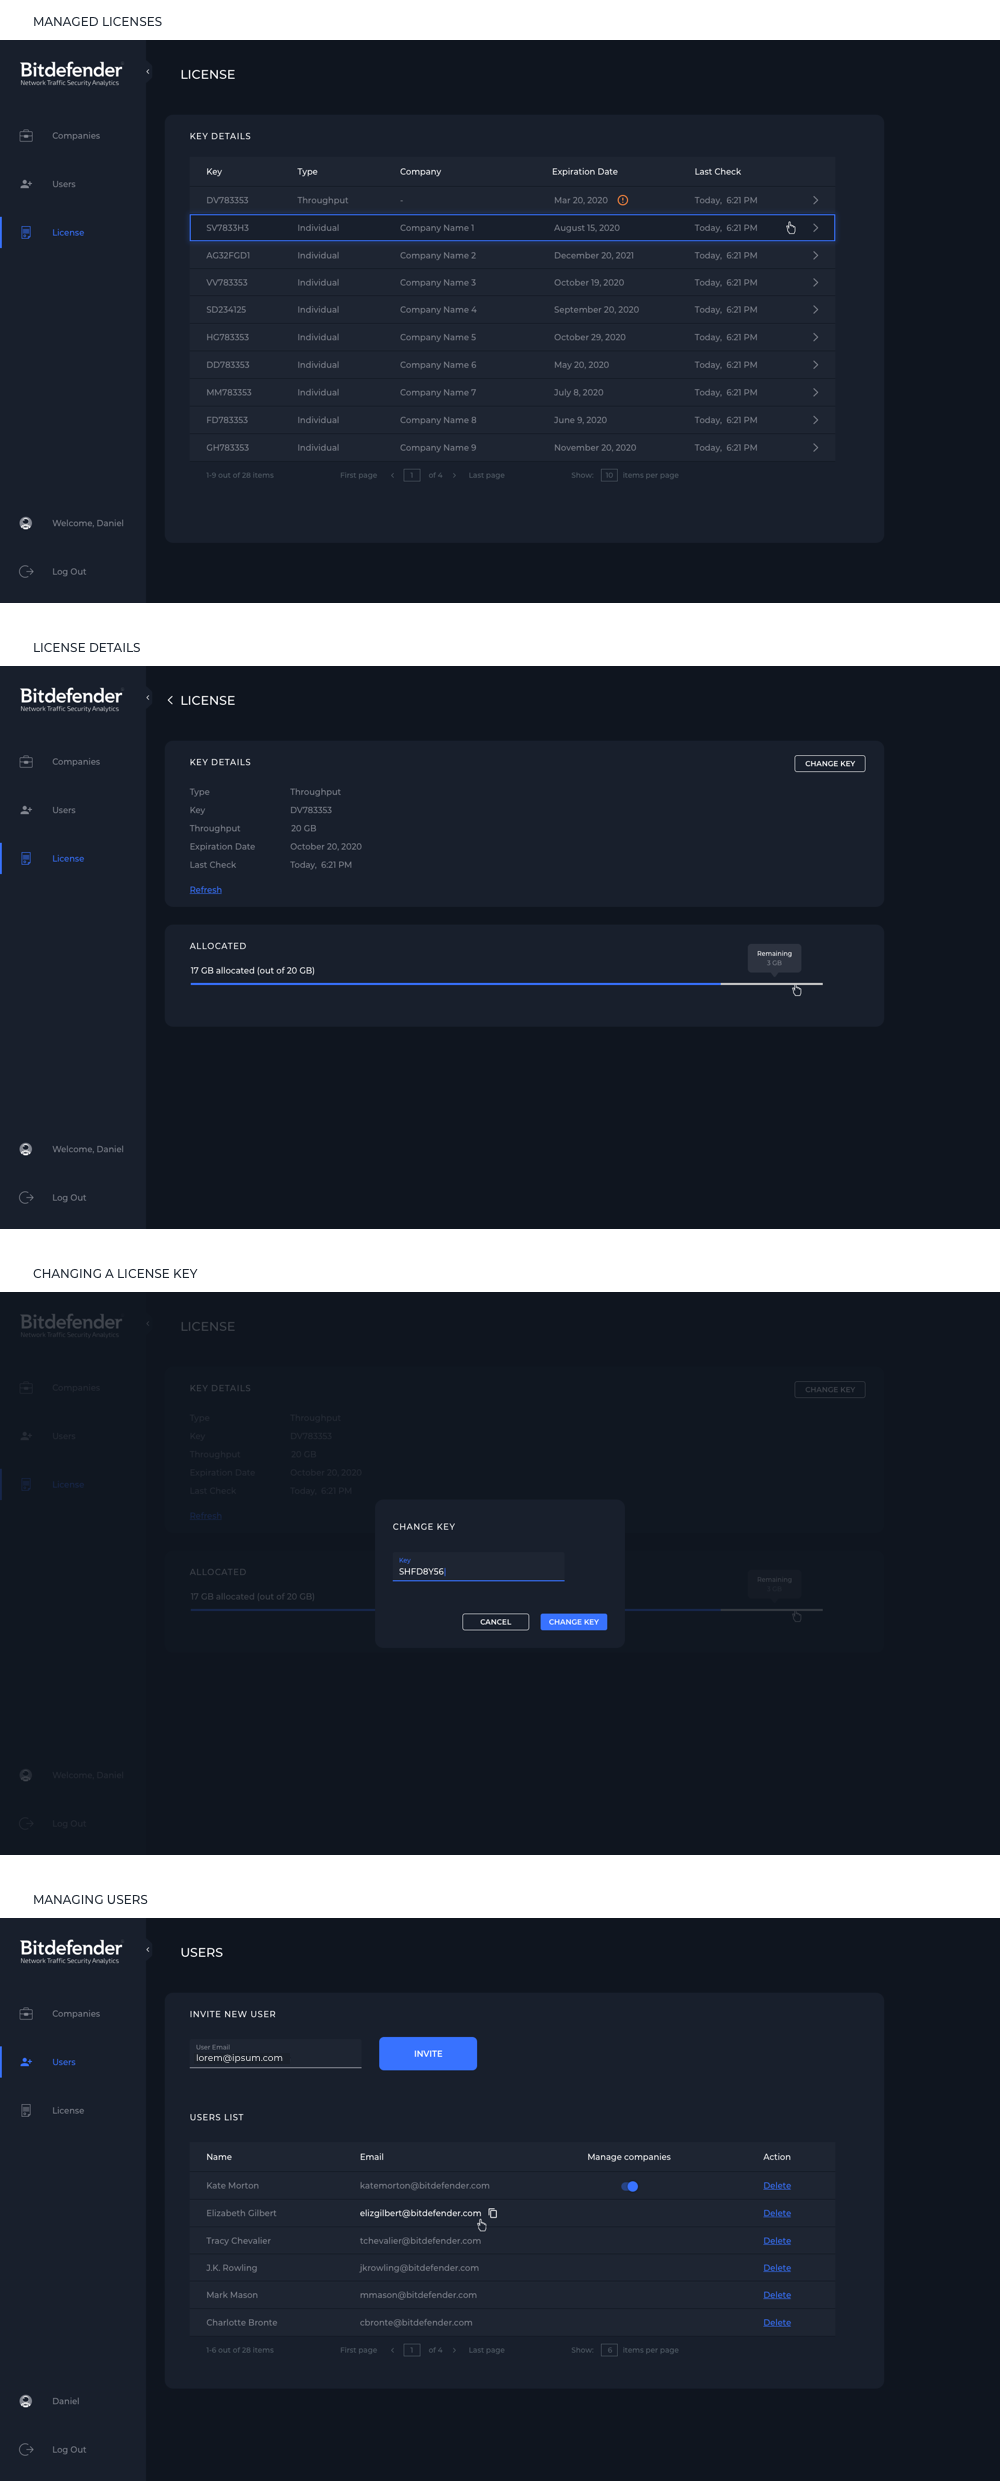 MANAGED LICENSES
Bitdefender
Network Traffic Security Analytics
LICENSE
Companies
Users
License
KEY DETAILS
Key Type Company Expiration Date Last Check
DV783353 Throughput - Mar 20, 2020 Today, 6:21 PM
SV7833H3 Individual Company Name 1 August 15, 2020 Today, 6:21 PM
AG32FGD1 Individual Company Name 2 December 20, 2021 Today, 6:21 PM
VV783353 Individual Company Name 3 October 19, 2020 Today, 6:21 PM
SD234125 Individual Company Name 4 September 20, 2020 Today, 6:21 PM
HG783353 Individual Company Name 5 October 29, 2020 Today, 6:21 PM
DD783353 Individual Company Name 6 May 20, 2020 Today, 6:21 PM
MM783353 Individual Company Name 7 July 8, 2020 Today, 6:21 PM
FD783353 Individual Company Name 8 June 9, 2020 Today, 6:21 PM
GH783353 Individual Company Name 9 November 20, 2020 Today, 6:21 PM
1-9 out of 28 items First page < 1 of 4 > Last page Show: 10 items per page
Welcome, Daniel
Log Out
LICENSE DETAILS
Bitdefender
Network Traffic Security Analytics
< LICENSE
Companies
Users
License
KEY DETAILS
CHANGE KEY
Type Throughput
Key DV783353
Throughput 20 GB
Expiration Date October 20, 2020
Last Check Today, 6:21 PM
Refresh
ALLOCATED
17 GB allocated (out of 20 GB)
Remaining
3 GB
Welcome, Daniel
Log Out
CHANGING A LICENSE KEY
Bitdefender
Network Traffic Security Analytics
LICENSE
Companies
Users
License
KEY DETAILS
CHANGE KEY
Type Throughput
Key DV783353
Throughput 20 GB
Expiration Date October 20, 2020
Last Check Today, 6:21 PM
Refresh
CHANGE KEY
Key
SHFD8Y56
CANCEL CHANGE KEY
ALLOCATED
17 GB allocated (out of 20 GB)
Remaining
3 GB
Welcome, Daniel
Log Out
MANAGING USERS
Bitdefender
Network Traffic Security Analytics
USERS
Companies
Users
License
INVITE NEW USER
User Email
lorem@ipsum.com
INVITE
USERS LIST
Name Email Manage companies Action
Kate Morton katemorton@bitdefender.com Delete
Elizabeth Gilbert elizgilbert@bitdefender.com Delete
Tracy Chevalier tchevalier@bitdefender.com Delete
J.K. Rowling jkrowling@bitdefender.com Delete
Mark Mason mmason@bitdefender.com Delete
Charlotte Bronte cbronte@bitdefender.com Delete
1-6 out of 28 items First page < 1 of 4 > Last page Show: 6 items per page
Daniel
Log Out